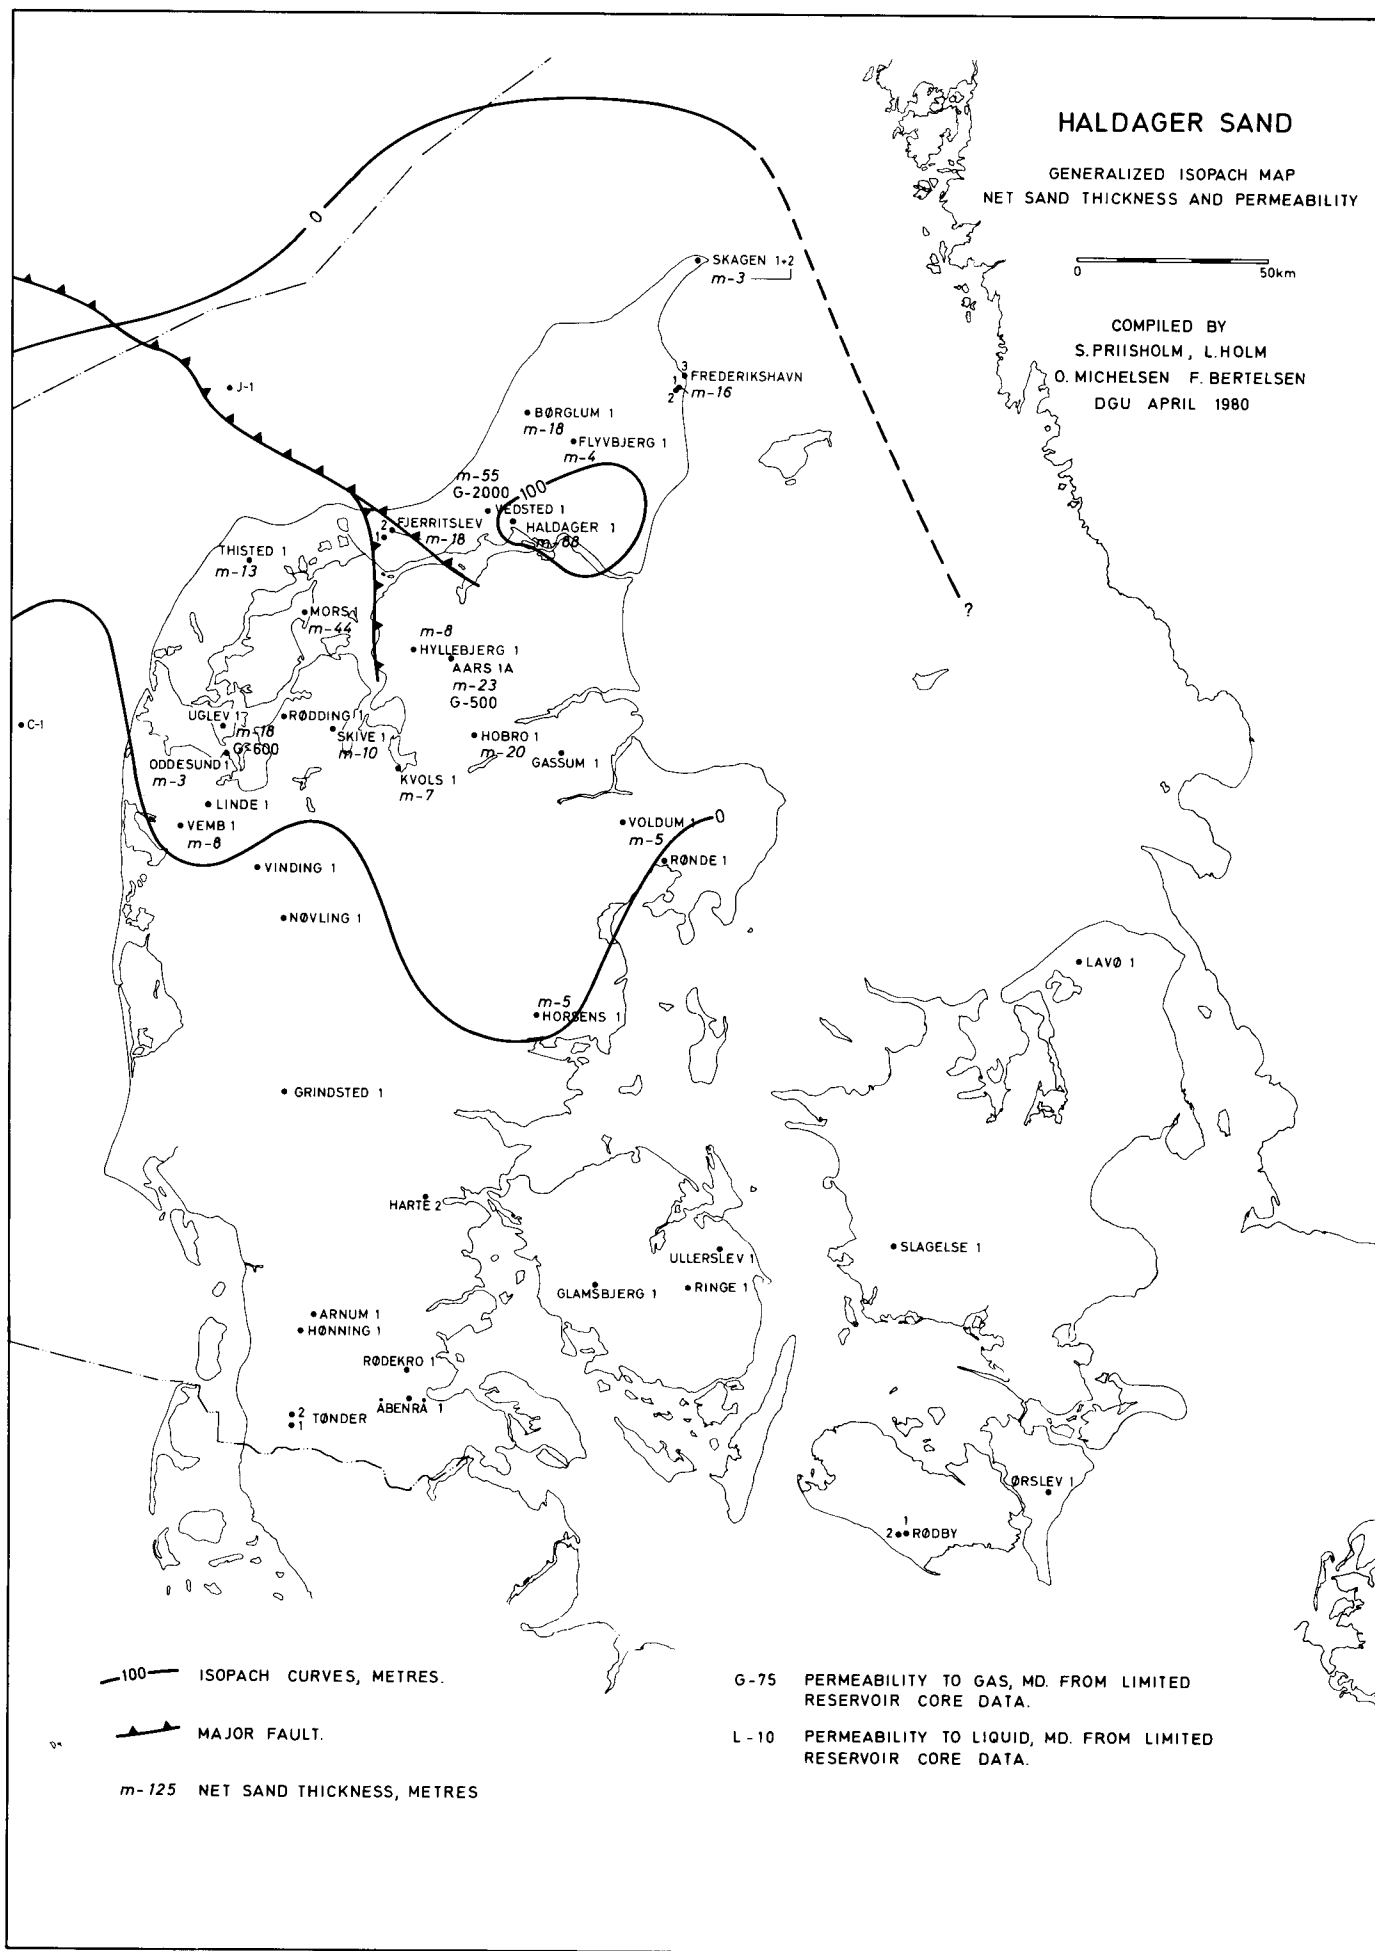 HALDAGER SAND
GENERALIZED ISOPACH MAP
NET SAND THICKNESS AND PERMEABILITY
0 50km
COMPILED BY
S. PRIISHOLM, L. HOLM
O. MICHELSEN F. BERTELSEN
DGU APRIL 1980
0
SKAGEN 1+2
m-3
J-1
3
FREDERIKSHAVN
1
2
m-16
BØRGLUM 1
m-18
FLYVBJERG 1
m-4
m-55
G-2000
100
VEDSTED 1
HALDAGER 1
m-88
2
FJERRITSLEV
1
m-18
THISTED 1
m-13
MORS 1
m-44
?
m-8
HYLLEBJERG 1
AARS 1A
m-23
G-500
C-1
UGLEV 1
m-18
G-600
RØDDING 1
SKIVE 1
m-10
HOBRO 1
m-20
GASSUM 1
ODDESUND 1
m-3
KVOLS 1
m-7
LINDE 1
VEMB 1
m-8
VOLDUM 1
m-5
0
RØNDE 1
VINDING 1
NØVLING 1
LAVØ 1
m-5
HORSENS 1
GRINDSTED 1
HARTE 2
ULLERSLEV 1
SLAGELSE 1
GLAMSBJERG 1
RINGE 1
ARNUM 1
HØNNING 1
RØDEKRO 1
ÅBENRÅ 1
2
TØNDER
1
ØRSLEV 1
1
2
RØDBY
100 ISOPACH CURVES, METRES.
MAJOR FAULT.
m-125 NET SAND THICKNESS, METRES
G-75 PERMEABILITY TO GAS, MD. FROM LIMITED
RESERVOIR CORE DATA.
L-10 PERMEABILITY TO LIQUID, MD. FROM LIMITED
RESERVOIR CORE DATA.